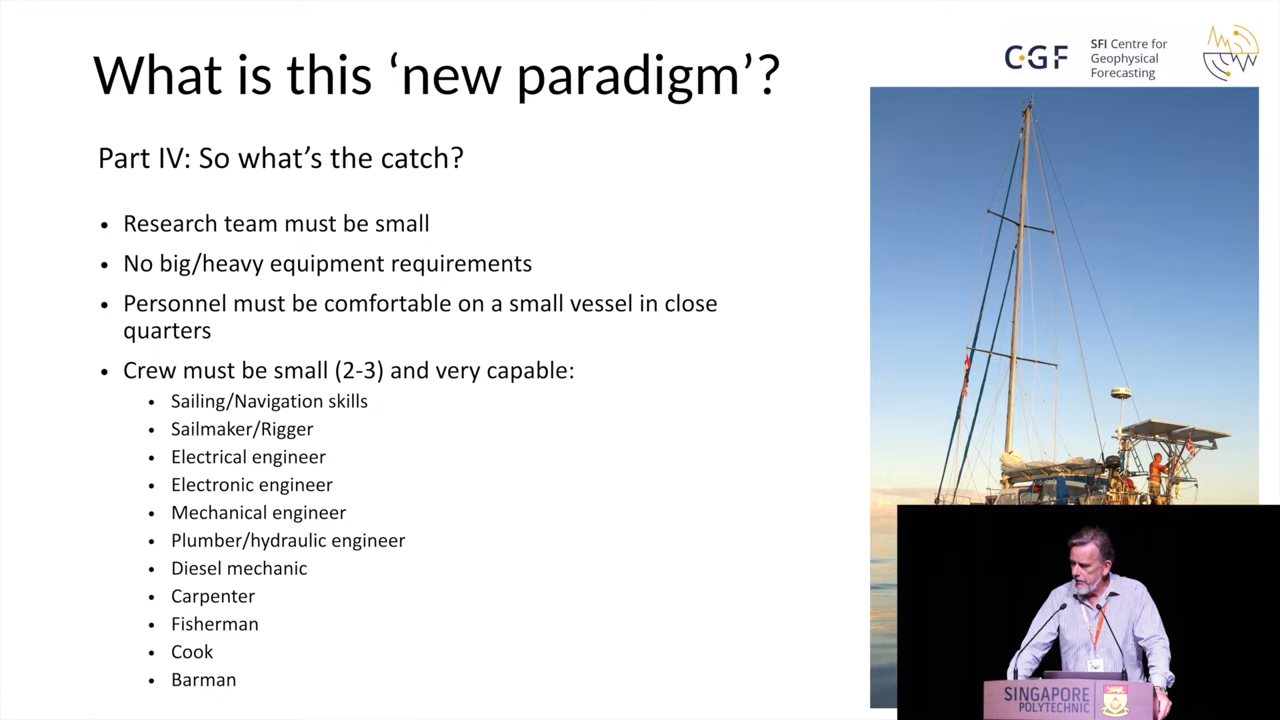 What is this ‘new paradigm’?
CGF
SFI Centre for
Geophysical
Forecasting
Part IV: So what’s the catch?
• Research team must be small
• No big/heavy equipment requirements
• Personnel must be comfortable on a small vessel in close
quarters
• Crew must be small (2-3) and very capable:
• Sailing/Navigation skills
• Sailmaker/Rigger
• Electrical engineer
• Electronic engineer
• Mechanical engineer
• Plumber/hydraulic engineer
• Diesel mechanic
• Carpenter
• Fisherman
• Cook
• Barman
SINGAPORE
POLYTECHNIC